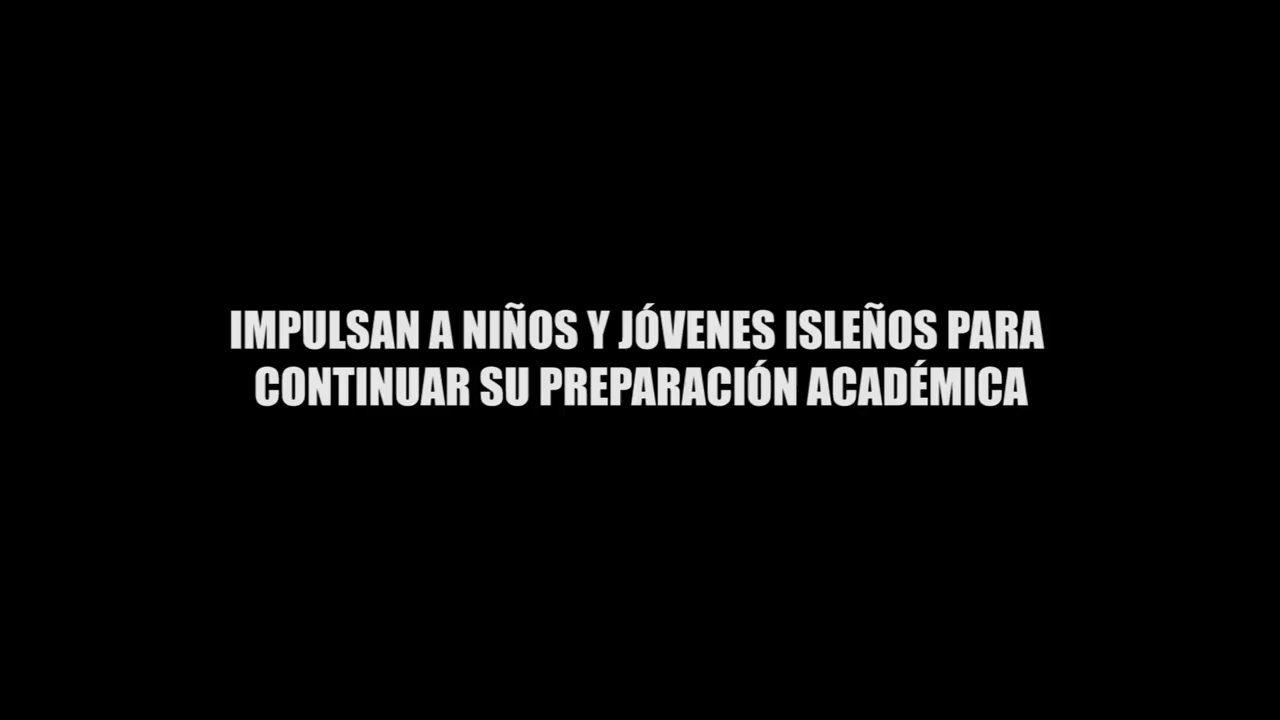 IMPULSAN A NIÑOS Y JÓVENES ISLEÑOS PARA
CONTINUAR SU PREPARACIÓN ACADÉMICA